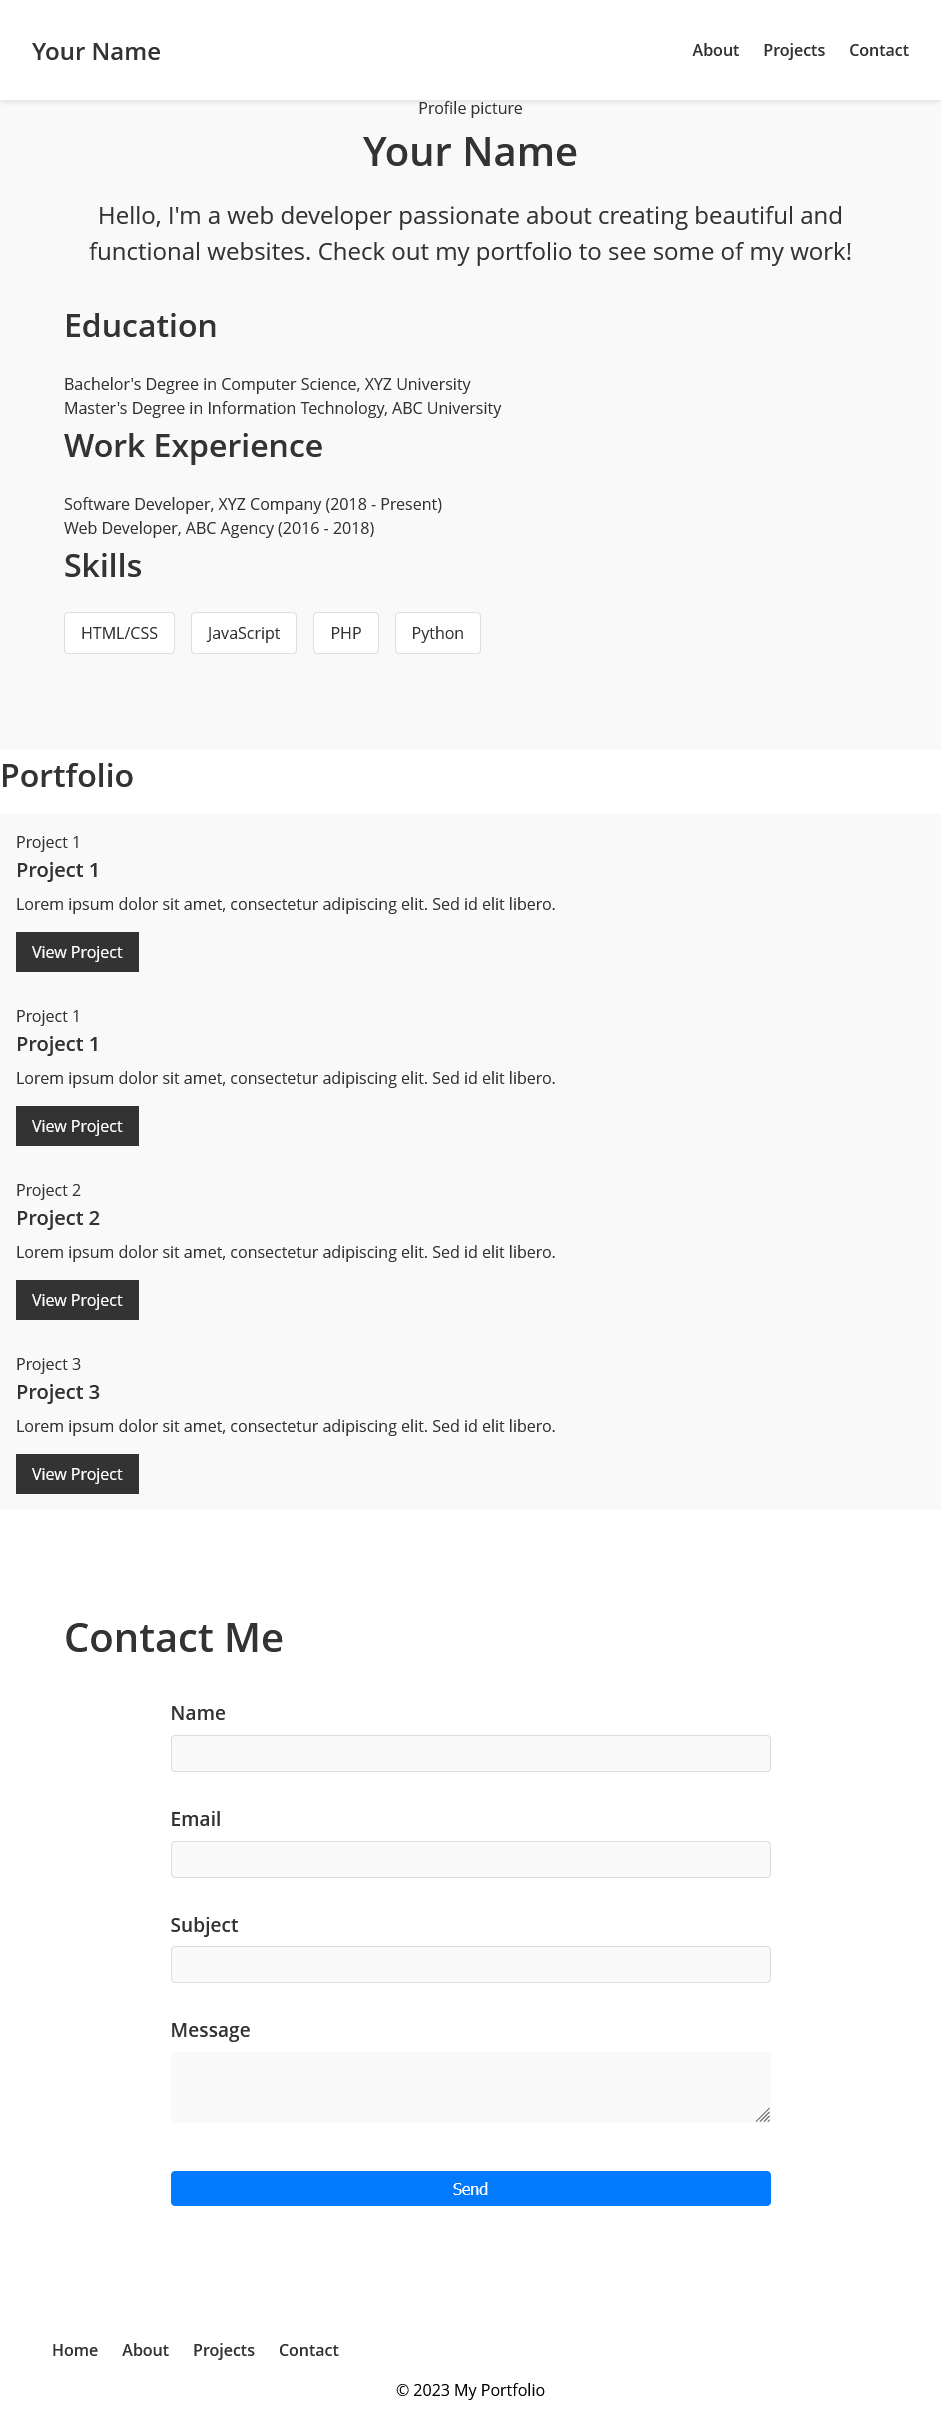 Your Name
About Projects Contact
Profile picture
Your Name
Hello, I'm a web developer passionate about creating beautiful and
functional websites. Check out my portfolio to see some of my work!
Education
Bachelor's Degree in Computer Science, XYZ University
Master's Degree in Information Technology, ABC University
Work Experience
Software Developer, XYZ Company (2018 - Present)
Web Developer, ABC Agency (2016 - 2018)
Skills
HTML/CSS JavaScript PHP Python
Portfolio
Project 1
Project 1
Lorem ipsum dolor sit amet, consectetur adipiscing elit. Sed id elit libero.
View Project
Project 1
Project 1
Lorem ipsum dolor sit amet, consectetur adipiscing elit. Sed id elit libero.
View Project
Project 2
Project 2
Lorem ipsum dolor sit amet, consectetur adipiscing elit. Sed id elit libero.
View Project
Project 3
Project 3
Lorem ipsum dolor sit amet, consectetur adipiscing elit. Sed id elit libero.
View Project
Contact Me
Name
Email
Subject
Message
Send
Home About Projects Contact
© 2023 My Portfolio